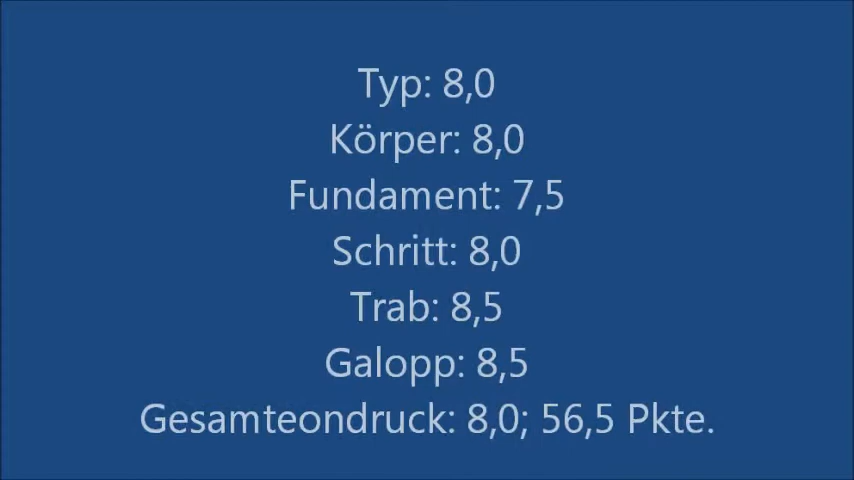 Typ: 8,0
Körper: 8,0
Fundament: 7,5
Schritt: 8,0
Trab: 8,5
Galopp: 8,5
Gesamteondruck: 8,0; 56,5 Pkte.